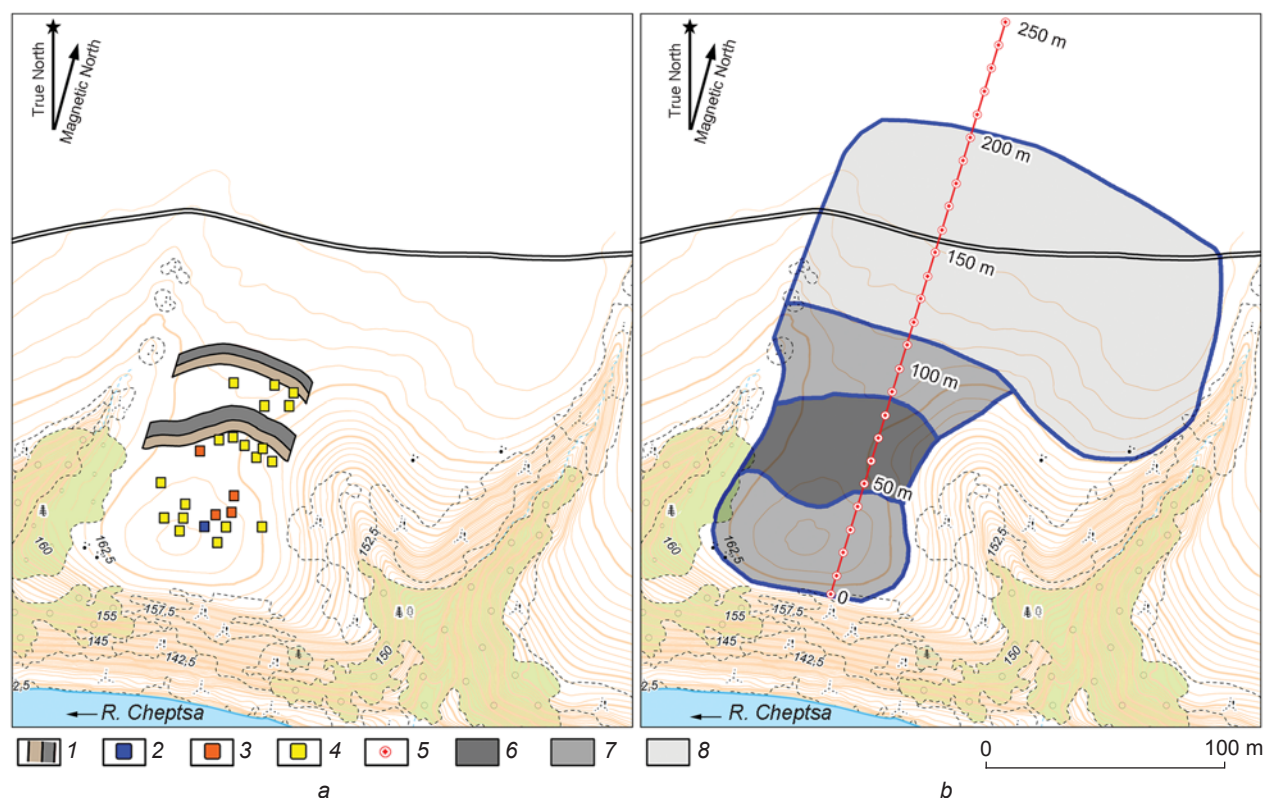 True North
Magnetic North
160
162.5
152.5
155
157.5
145
142.5
150
2,5
R. Cheptsa
True North
Magnetic North
250 m
200 m
150 m
100 m
50 m
0
160
162.5
152.5
155
157.5
145
142.5
150
2,5
R. Cheptsa
1 2 3 4 5 6 7 8
0 100 m
a b